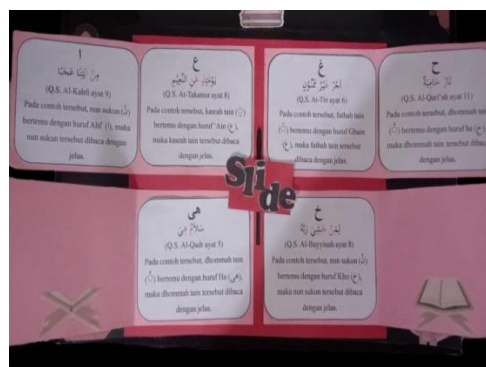 ا
مِنْ آيٰتِنَا عَجَبًا
(Q.S. Al-Kahfi ayat 9)
Pada contoh tersebut, nun sukun (نْ)
bertemu dengan huruf Alif (ا), maka
nun sukun tersebut dibaca dengan
jelas.
ع
يَوْمَئِذٍ عَنِ النَّعِيْمِ
(Q.S. At-Takatsur ayat 8)
Pada contoh tersebut, kasrah tain (ـٍ)
bertemu dengan huruf 'Ain (ع),
maka kasrah tain tersebut dibaca
dengan jelas.
غ
أَجْرٌ غَيْرُ مَمْنُوْنٍ
ayat 6)
Pada contoh tersebut, fathah tain
bertemu dengan huruf Ghain
(غ), maka fathah tain tersebut
dibaca dengan jelas.
ح
نَارٌ حَامِيَةٌ
ayat 11)
Pada contoh tersebut, dhommah tain
bertemu dengan huruf ha (ح),
maka dhommah tain tersebut dibaca
dengan jelas.
Slide
هى
سَلَامٌ هِيَ
(Q.S. Al-Qadr ayat 5)
Pada contoh tersebut, dhommah tain
(ـٌ) bertemu dengan huruf Ha (هى),
maka dhommah tain tersebut dibaca
dengan jelas.
خ
لِمَنْ خَشِيَ رَبَّهُ
(Q.S. Al-Bayyinah ayat 8)
Pada contoh tersebut, nun sukun (نْ)
bertemu dengan huruf Kho (خ),
maka nun sukun tersebut dibaca
dengan jelas.